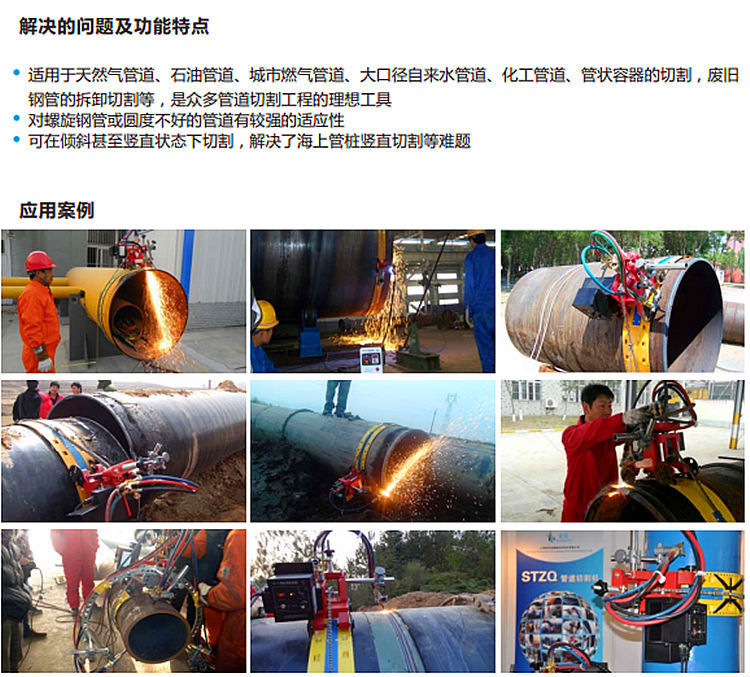 解决的问题及功能特点
适用于天然气管道、石油管道、城市燃气管道、大口径自来水管道、化工管道、管状容器的切割，废旧
钢管的拆卸切割等，是众多管道切割工程的理想工具
对螺旋钢管或圆度不好的管道有较强的适应性
可在倾斜甚至竖直状态下切割，解决了海上管桩竖直切割等难题
应用案例
STZQ 管道切割机